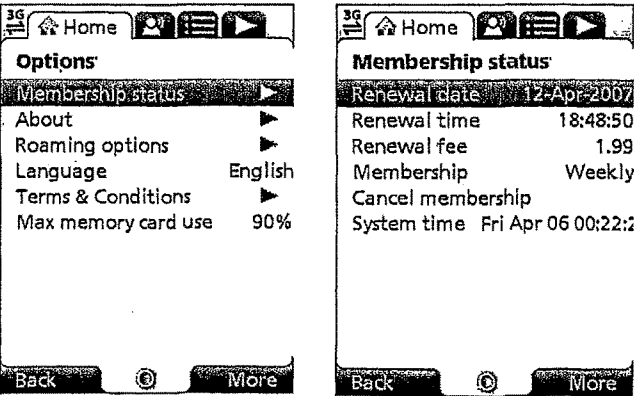 3G
Home
Options
Membership status
About
Roaming options
Language English
Terms & Conditions
Max memory card use 90%
Back More
3G
Home
Membership status
Renewal date 12-Apr-2007
Renewal time 18:48:50
Renewal fee 1.99
Membership Weekly
Cancel membership
System time Fri Apr 06 00:22:2
Back More